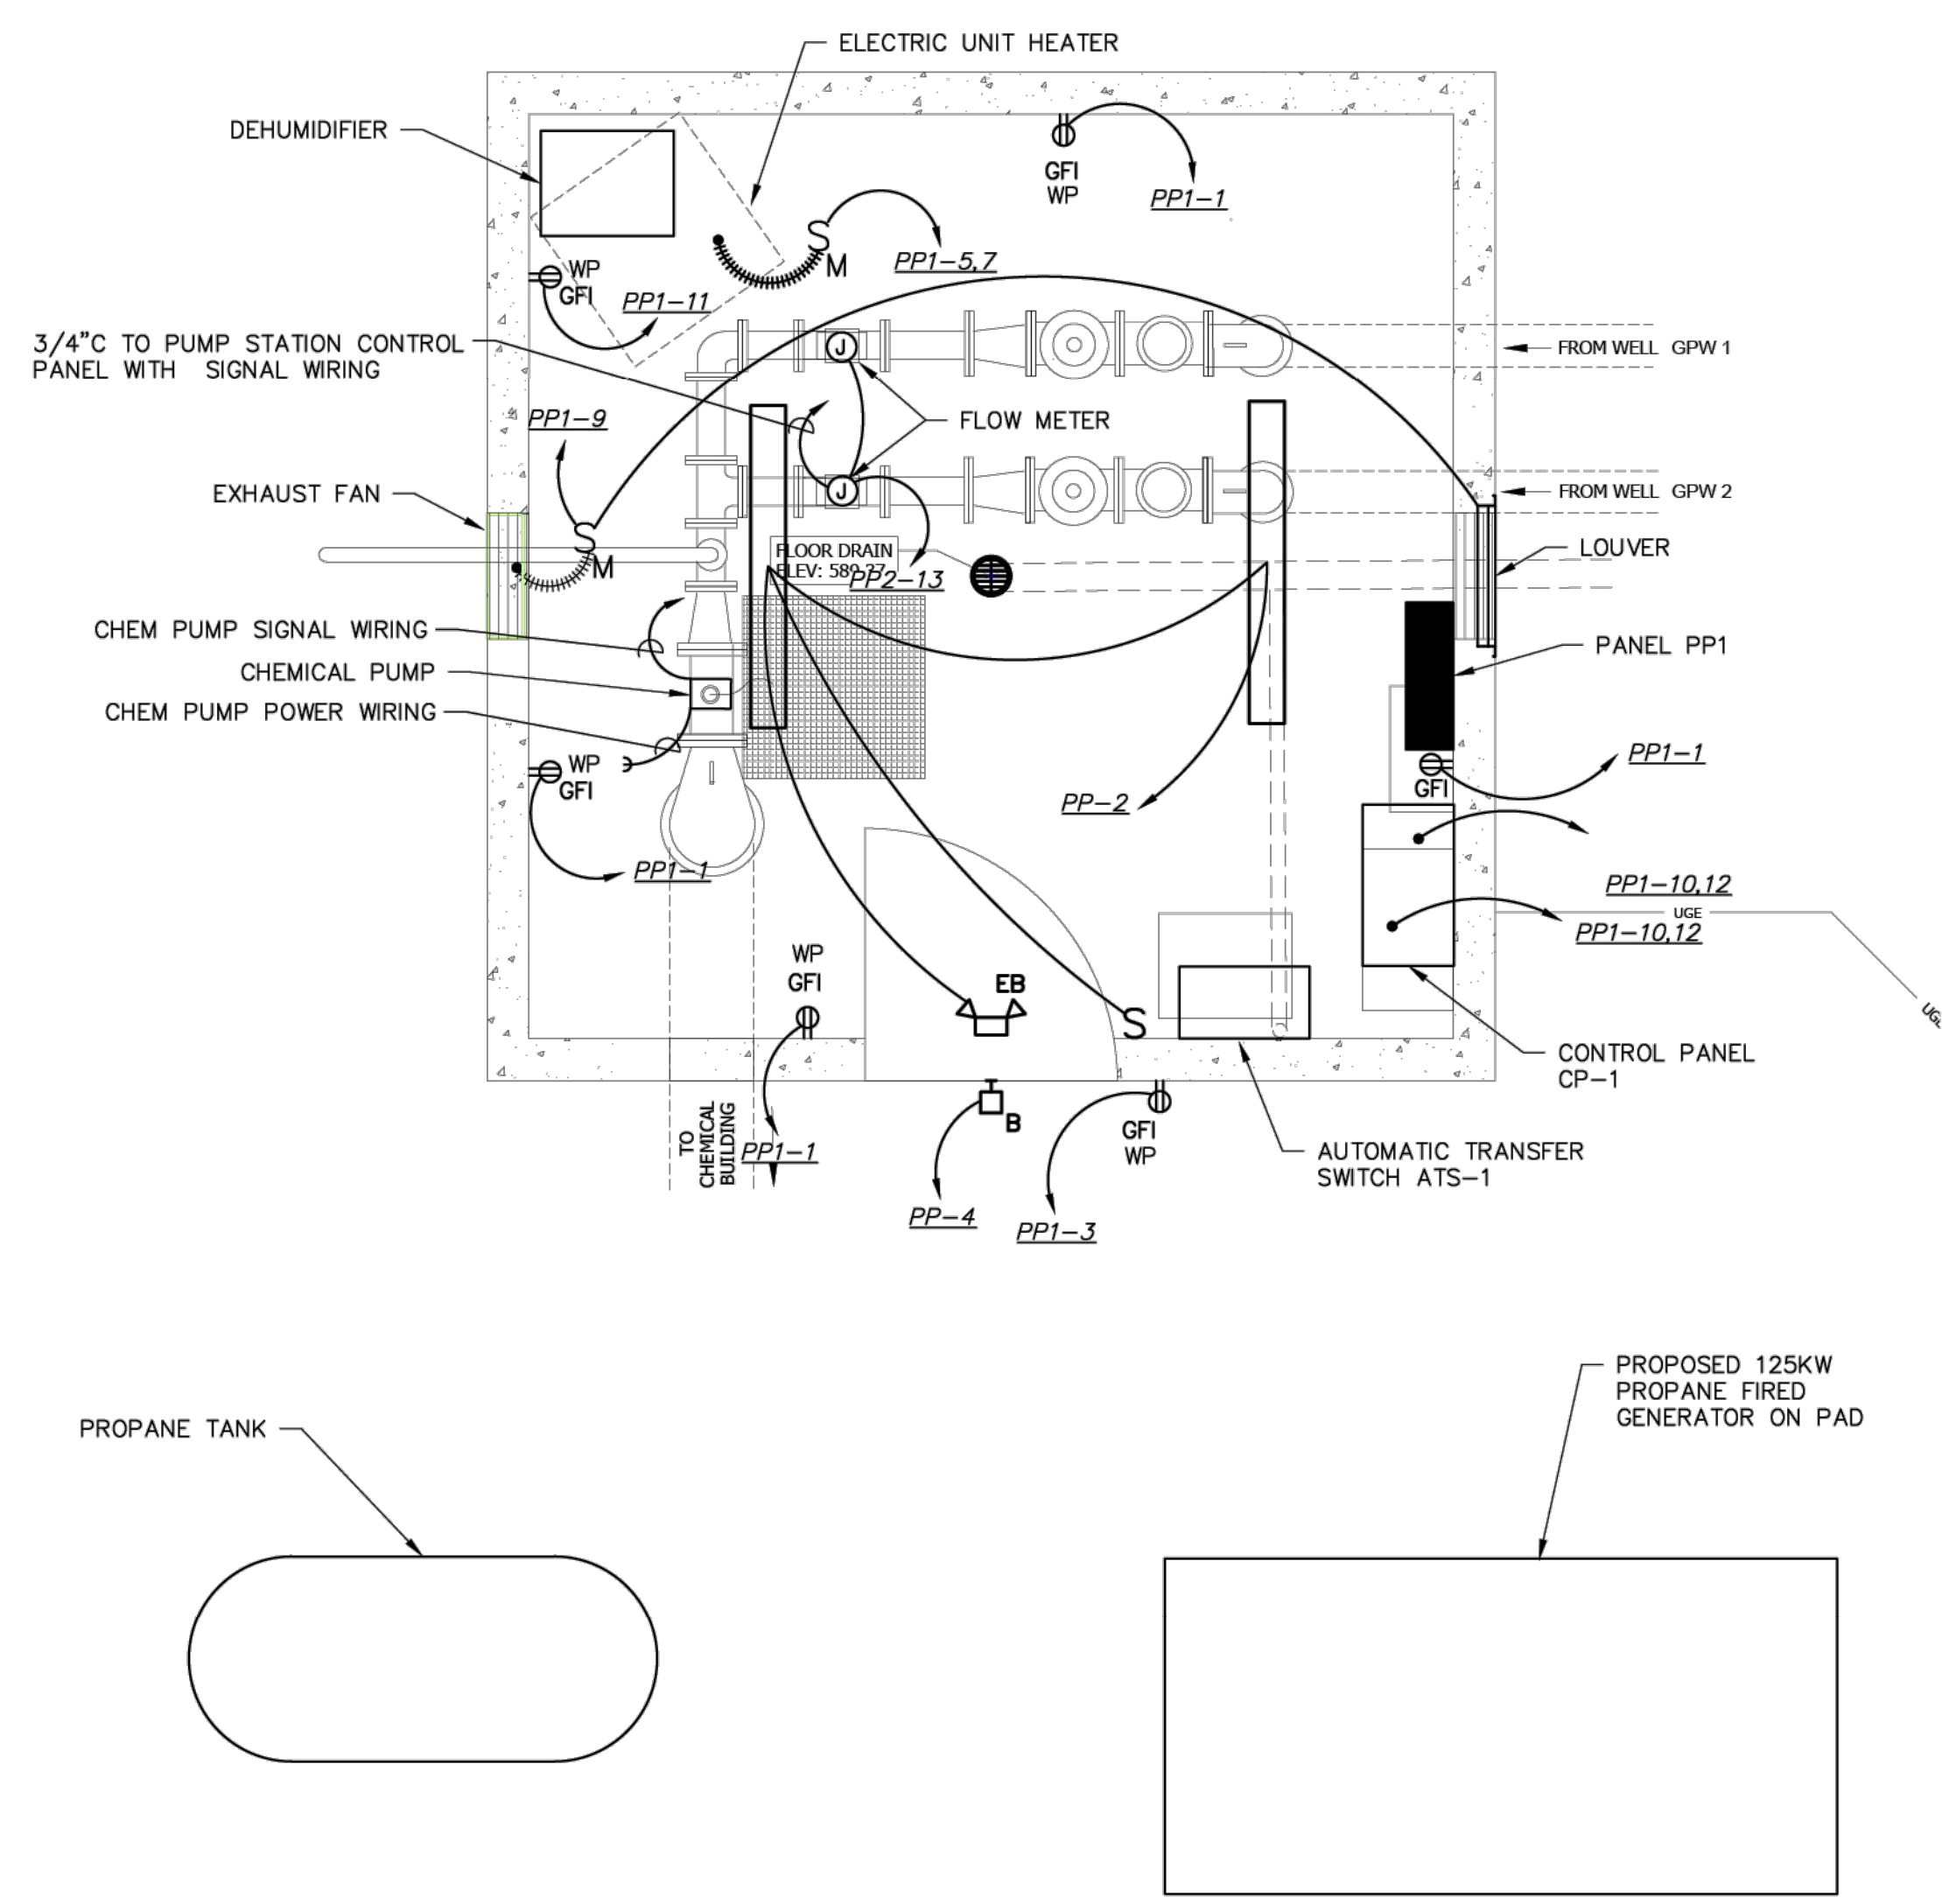 ELECTRIC UNIT HEATER
DEHUMIDIFIER
GFI
WP
PP1-1
S
M
PP1-5,7
WP
GFI
PP1-11
3/4"C TO PUMP STATION CONTROL
PANEL WITH SIGNAL WIRING
J
FROM WELL GPW 1
PP1-9
FLOW METER
EXHAUST FAN
J
FROM WELL GPW 2
S
M
FLOOR DRAIN
ELEV: 589.27
PP2-13
LOUVER
CHEM PUMP SIGNAL WIRING
PANEL PP1
CHEMICAL PUMP
CHEM PUMP POWER WIRING
WP
GFI
PP1-1
PP-2
GFI
PP1-1
PP1-10,12
UGE
PP1-10,12
UGE
WP
GFI
EB
S
CONTROL PANEL
CP-1
TO
CHEMICAL
BUILDING
PP1-1
B
GFI
WP
AUTOMATIC TRANSFER
SWITCH ATS-1
PP-4
PP1-3
PROPOSED 125KW
PROPANE FIRED
GENERATOR ON PAD
PROPANE TANK